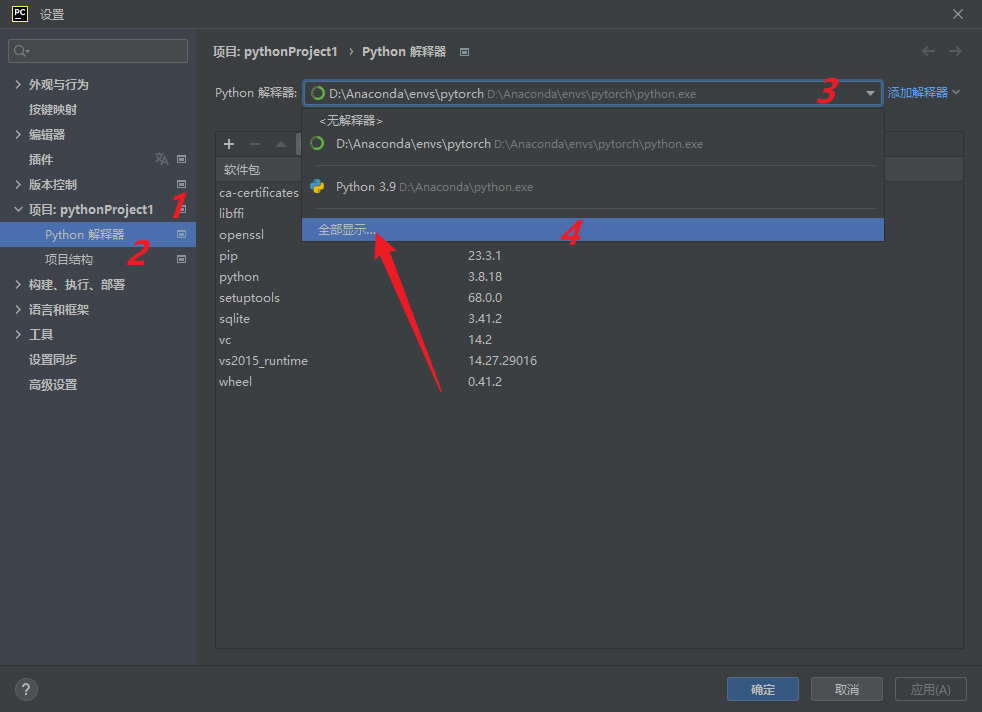 PC 设置
项目: pythonProject1 › Python 解释器
外观与行为
按键映射
编辑器
插件
版本控制
项目: pythonProject1 1
Python 解释器
2
项目结构
构建、执行、部署
语言和框架
工具
设置同步
高级设置
Python 解释器: D:\Anaconda\envs\pytorch D:\Anaconda\envs\pytorch\python.exe 3 添加解释器
<无解释器>
D:\Anaconda\envs\pytorch D:\Anaconda\envs\pytorch\python.exe
Python 3.9 D:\Anaconda\python.exe
全部显示... 4
软件包
ca-certificates
libffi
openssl
pip 23.3.1
python 3.8.18
setuptools 68.0.0
sqlite 3.41.2
vc 14.2
vs2015_runtime 14.27.29016
wheel 0.41.2
? 确定 取消 应用(A)